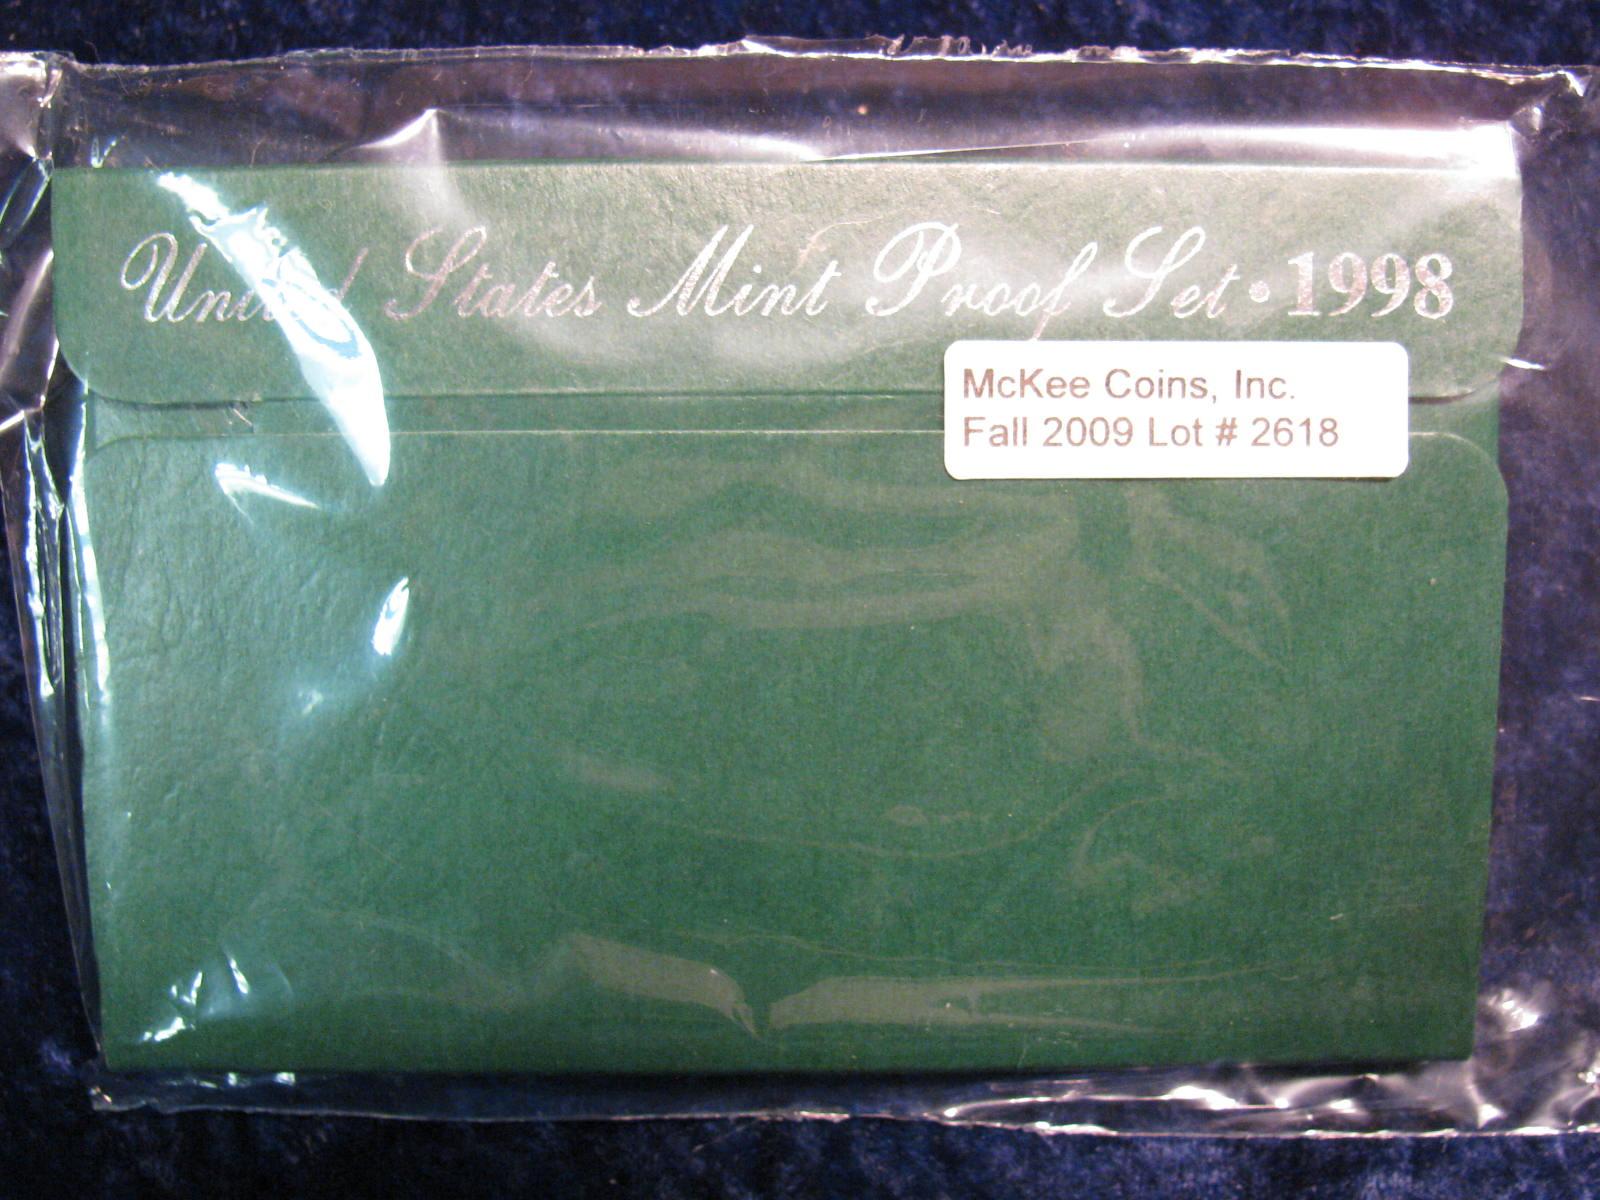 United States Mint Proof Set • 1998
McKee Coins, Inc.
Fall 2009 Lot # 2618